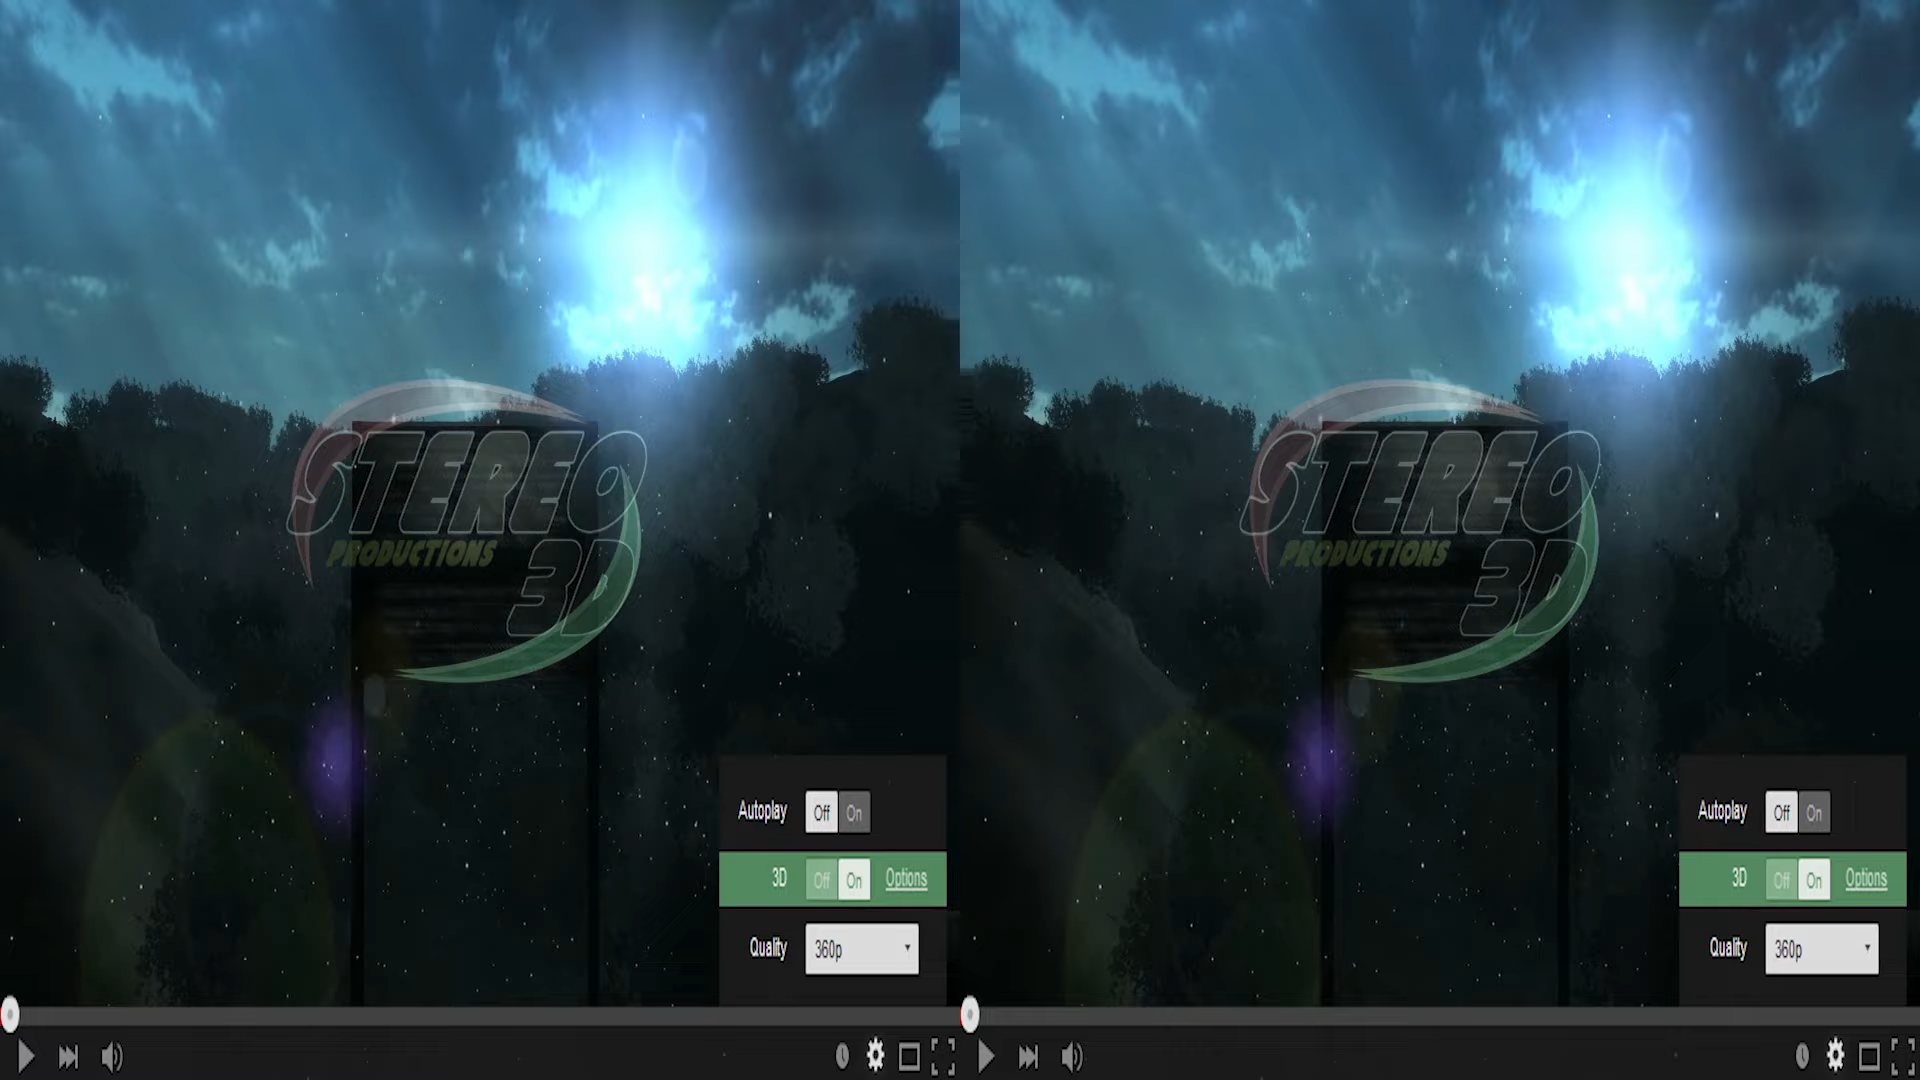 STEREO
PRODUCTIONS
3D
Autoplay Off On
3D Off On Options
Quality 360p
STEREO
PRODUCTIONS
3D
Autoplay Off On
3D Off On Options
Quality 360p